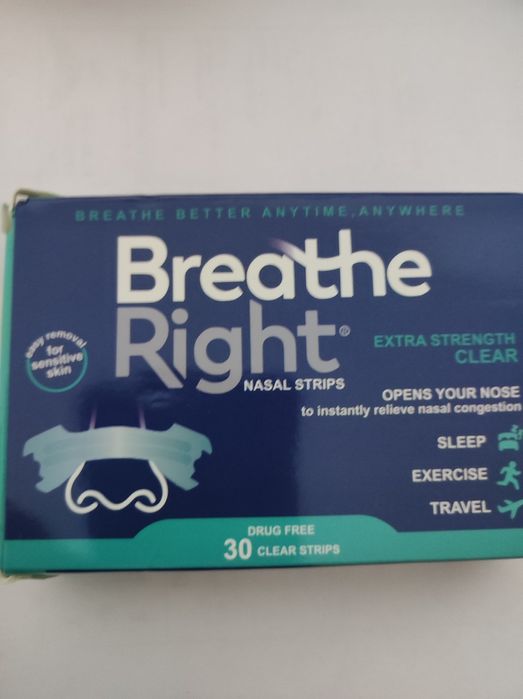 BREATHE BETTER ANYTIME,ANYWHERE
Breathe
Right®
NASAL STRIPS
easy removal
for
sensitive
skin
EXTRA STRENGTH
CLEAR
OPENS YOUR NOSE
to instantly relieve nasal congestion
SLEEP
EXERCISE
TRAVEL
DRUG FREE
30 CLEAR STRIPS